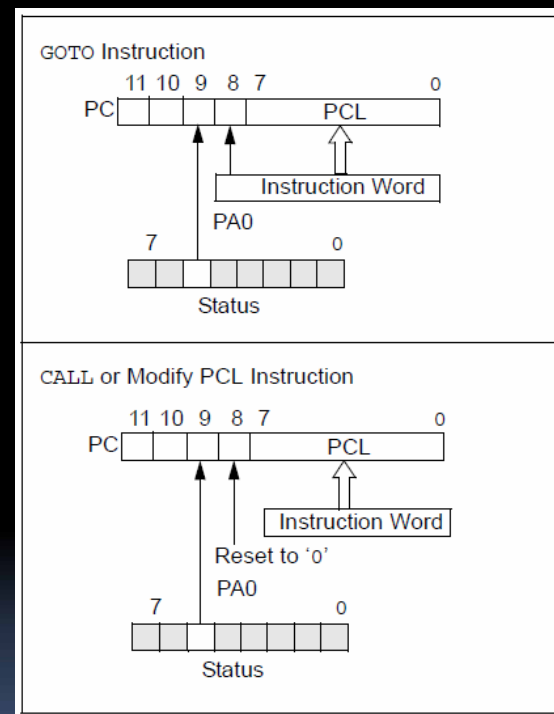 GOTO Instruction
11 10 9 8 7 0
PC PCL
Instruction Word
PA0
7 0
Status
CALL or Modify PCL Instruction
11 10 9 8 7 0
PC PCL
Instruction Word
Reset to ‘0’
PA0
7 0
Status